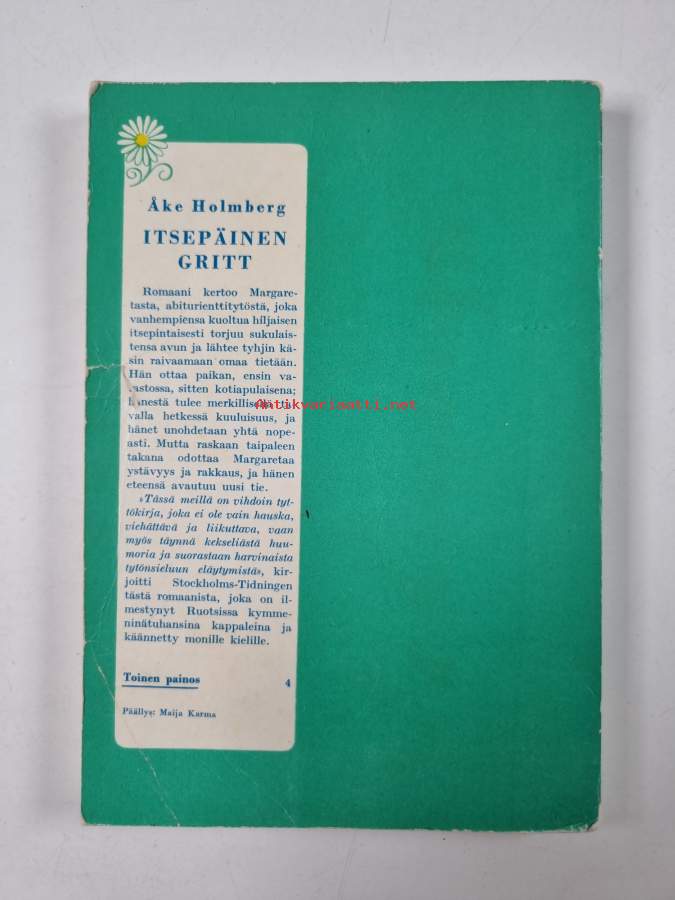 Åke Holmberg
ITSEPÄINEN
GRITT
Romaani kertoo Margare-
tasta, abiturienttitytöstä, joka
vanhempiensa kuoltua hiljaisen
itsepintaisesti torjuu sukulais-
tensa avun ja lähtee tyhjin kä-
sin raivaamaan omaa tietään.
Hän ottaa paikan, ensin va-
astossa, sitten kotiapulaisena;
hänestä tulee
antikvariaatti.net
valla hetkessä kuuluisuus, ja
hänet unohdetaan yhtä nope-
asti. Mutta raskaan taipaleen
takana odottaa Margaretaa
ystävyys ja rakkaus, ja hänen
eteensä avautuu uusi tie.
»Tässä meillä on vihdoin tyt-
tökirja, joka ei ole vain hauska,
viehättävä ja liikuttava, vaan
myös täynnä kekseliästä huu-
moria ja suorastaan harvinaista
tytönsieluun eläytymistä», kir-
joitti Stockholms-Tidningen
tästä romaanista, joka on il-
mestynyt Ruotsissa kymme-
ninätuhansina kappaleina ja
käännetty monille kielille.
Toinen painos 4
Päällys: Maija Karma